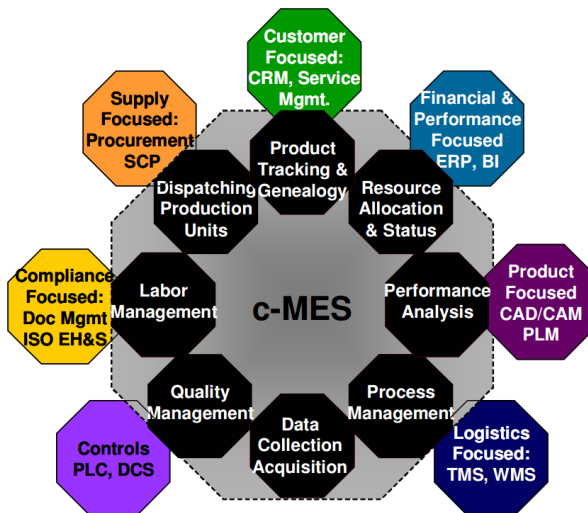 Customer
Focused:
CRM, Service
Mgmt.
Supply
Focused:
Procurement
SCP
Financial &
Performance
Focused
ERP, BI
Product
Tracking &
Genealogy
Dispatching
Production
Units
Resource
Allocation
& Status
Compliance
Focused:
Doc Mgmt
ISO EH&S
Labor
Management
c-MES
Performance
Analysis
Product
Focused
CAD/CAM
PLM
Quality
Management
Process
Management
Data
Collection
Acquisition
Controls
PLC, DCS
Logistics
Focused:
TMS, WMS